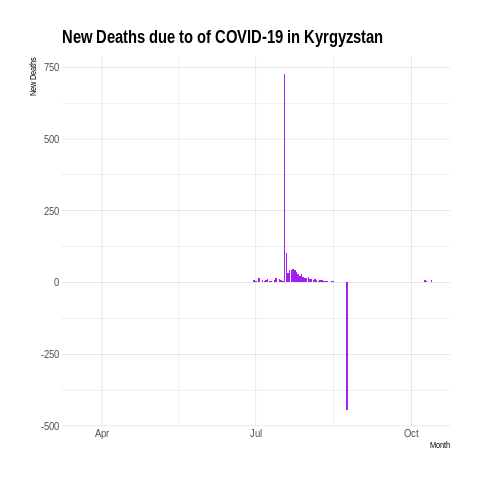 New Deaths due to of COVID-19 in Kyrgyzstan
New Deaths
750
500
250
0
-250
-500
Apr
Jul
Oct
Month